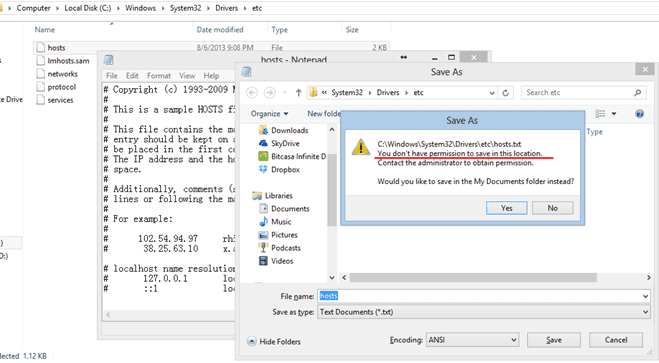 Computer ▸ Local Disk (C:) ▸ Windows ▸ System32 ▸ Drivers ▸ etc
Name
Date modified
Type
Size
hosts
8/6/2013 9:08 PM
File
2 KB
lmhosts.sam
networks
protocol
services
hosts - Notepad
File Edit Format View Help
# Copyright (c) 1993-2009 M
#
# This is a sample HOSTS fi
#
# This file contains the ma
# entry should be kept on a
# be placed in the first co
# The IP address and the ho
# space.
#
# Additionally, comments (s
# lines or following the ma
#
# For example:
#
# 102.54.94.97 rhi
# 38.25.63.10 x.a
# localhost name resolution
# 127.0.0.1 loc
# ::1 loc
Save As
« System32 ▸ Drivers ▸ etc
Search etc
Organize
New folde
Type
Downloads
SkyDrive
Bitcasa Infinite D
Dropbox
Libraries
Documents
Music
Pictures
Podcasts
Videos
Save As
C:\Windows\System32\Drivers\etc\hosts.txt
You don't have permission to save in this location.
Contact the administrator to obtain permission.
Would you like to save in the My Documents folder instead?
Yes
No
File name: hosts
Save as type: Text Documents (*.txt)
Hide Folders
Encoding: ANSI
Save
Cancel
te Drive
)
D:)
lected 1.12 KB